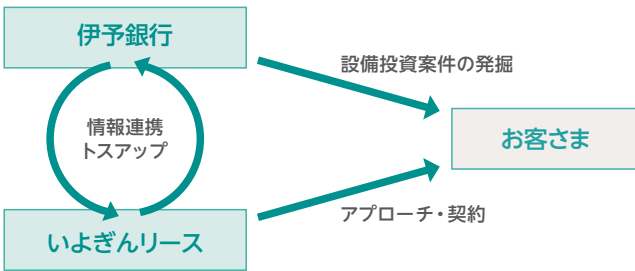 伊予銀行
設備投資案件の発掘
情報連携
トスアップ
お客さま
アプローチ・契約
いよぎんリース